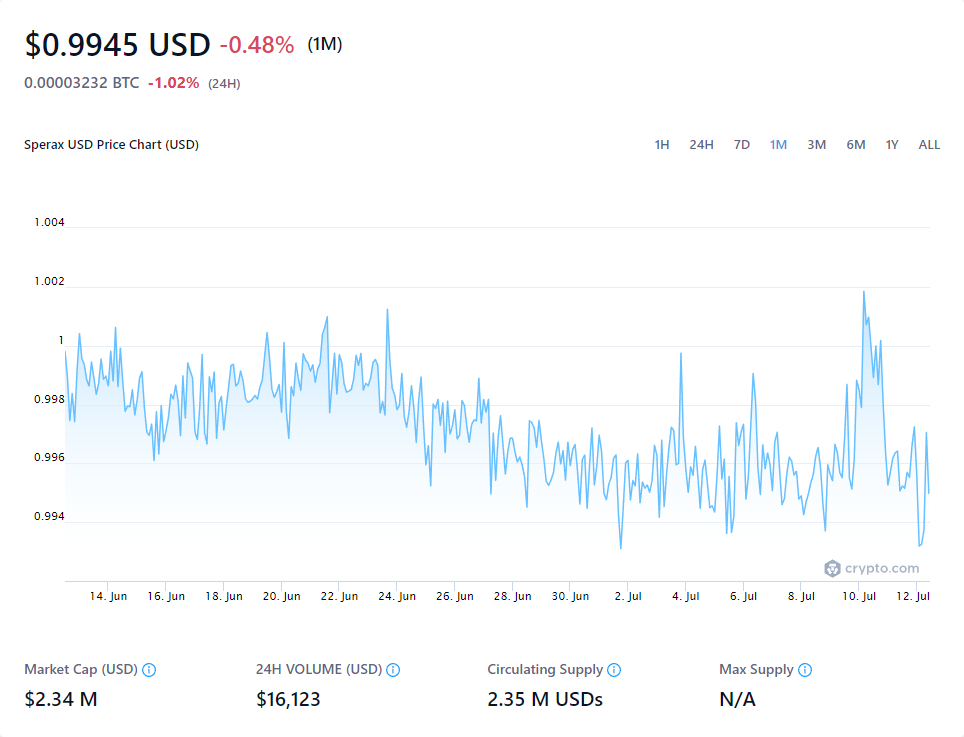 $0.9945 USD -0.48% (1M)
0.00003232 BTC -1.02% (24H)
Sperax USD Price Chart (USD) 1H 24H 7D 1M 3M 6M 1Y ALL
1.004
1.002
1
0.998
0.996
0.994
crypto.com
14. Jun 16. Jun 18. Jun 20. Jun 22. Jun 24. Jun 26. Jun 28. Jun 30. Jun 2. Jul 4. Jul 6. Jul 8. Jul 10. Jul 12. Jul
Market Cap (USD) 24H VOLUME (USD) Circulating Supply Max Supply
$2.34 M $16,123 2.35 M USDs N/A